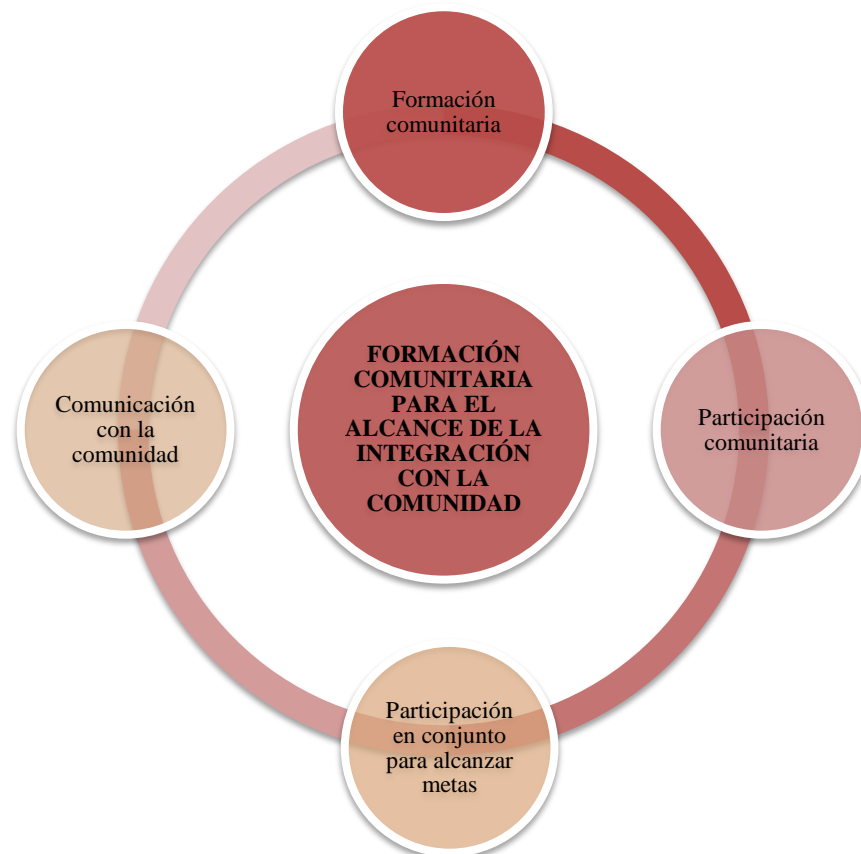 Formación
comunitaria
FORMACIÓN
COMUNITARIA
PARA EL
ALCANCE DE LA
INTEGRACIÓN
CON LA
COMUNIDAD
Comunicación
con la
comunidad
Participación
comunitaria
Participación
en conjunto
para alcanzar
metas